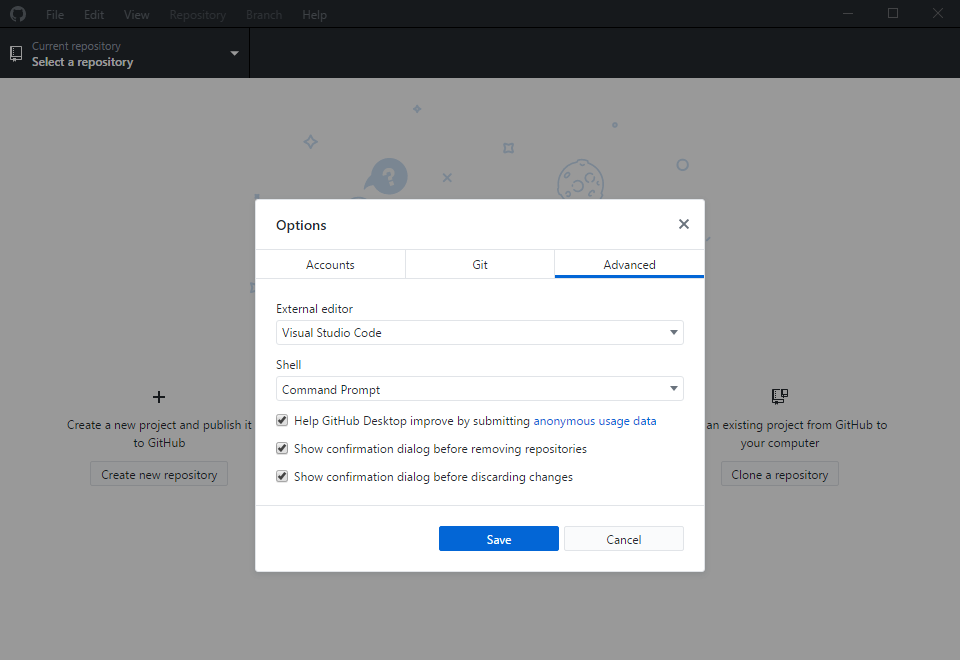 File Edit View Repository Branch Help
Current repository
Select a repository
?
Options
Accounts Git Advanced
External editor
Visual Studio Code
Shell
Command Prompt
Help GitHub Desktop improve by submitting anonymous usage data
Show confirmation dialog before removing repositories
Show confirmation dialog before discarding changes
Save Cancel
Create a new project and publish it
to GitHub
Create new repository
an existing project from GitHub to
your computer
Clone a repository